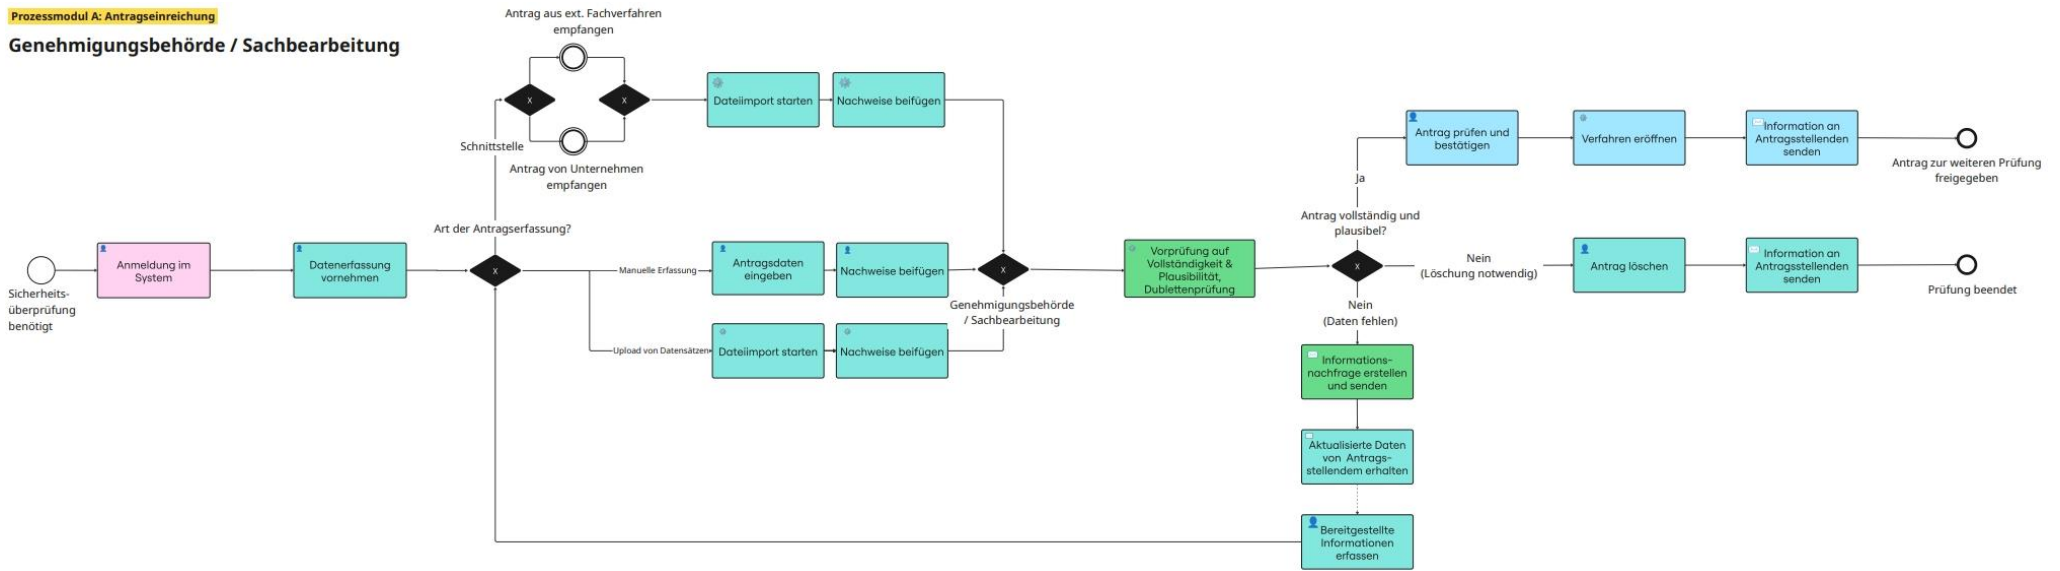 Prozessmodul A: Antragseinreichung
Genehmigungsbehörde / Sachbearbeitung
Antrag aus ext. Fachverfahren
empfangen
X
X
Schnittstelle
Antrag von Unternehmen
empfangen
Dateiimport starten
Nachweise beifügen
Sicherheits-
überprüfung
benötigt
Anmeldung im
System
Datenerfassung
vornehmen
Art der Antragserfassung?
X
Manuelle Erfassung
Antragsdaten
eingeben
Nachweise beifügen
Upload von Datensätzen
Dateiimport starten
Nachweise beifügen
X
Genehmigungsbehörde
/ Sachbearbeitung
Vorprüfung auf
Vollständigkeit &
Plausibilität,
Dublettenprüfung
Antrag vollständig und
plausibel?
X
Ja
Antrag prüfen und
bestätigen
Verfahren eröffnen
Information an
Antragsstellenden
senden
Antrag zur weiteren Prüfung
freigegeben
Nein
(Löschung notwendig)
Antrag löschen
Information an
Antragsstellenden
senden
Prüfung beendet
Nein
(Daten fehlen)
Informations-
nachfrage erstellen
und senden
Aktualisierte Daten
von Antrags-
stellendem erhalten
Bereitgestellte
Informationen
erfassen